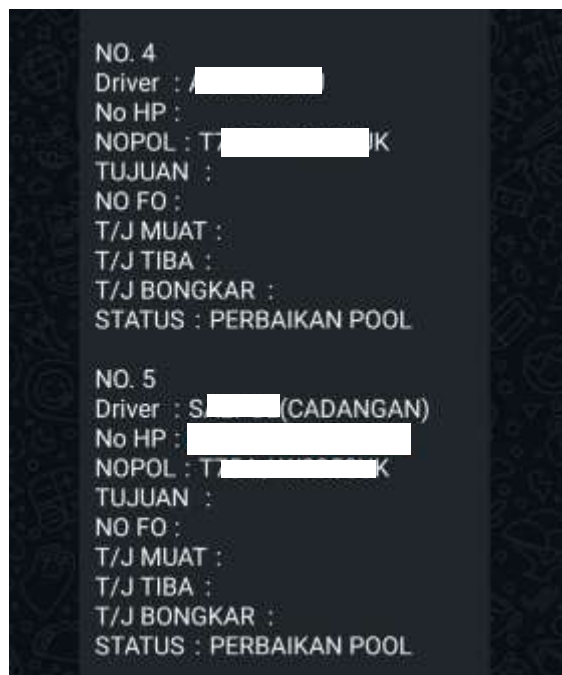 NO. 4
Driver :
No HP :
NOPOL :
TUJUAN :
NO FO :
T/J MUAT :
T/J TIBA :
T/J BONGKAR :
STATUS : PERBAIKAN POOL
NO. 5
Driver : (CADANGAN)
No HP :
NOPOL :
TUJUAN :
NO FO :
T/J MUAT :
T/J TIBA :
T/J BONGKAR :
STATUS : PERBAIKAN POOL